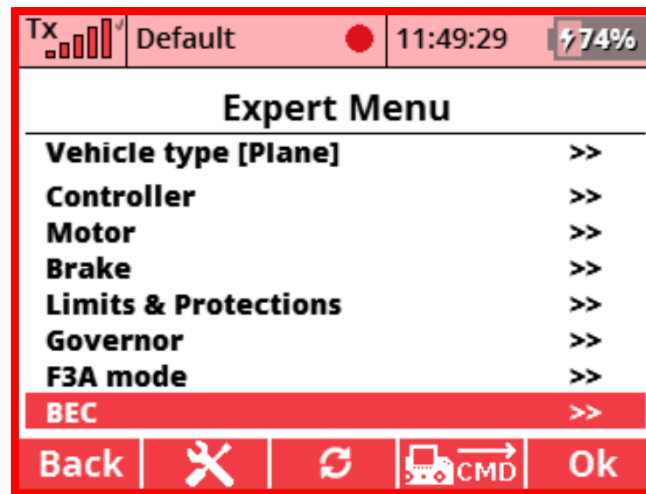 Tx Default 11:49:29 74%
Expert Menu
Vehicle type [Plane] >>
Controller >>
Motor >>
Brake >>
Limits & Protections >>
Governor >>
F3A mode >>
BEC >>
Back CMD Ok